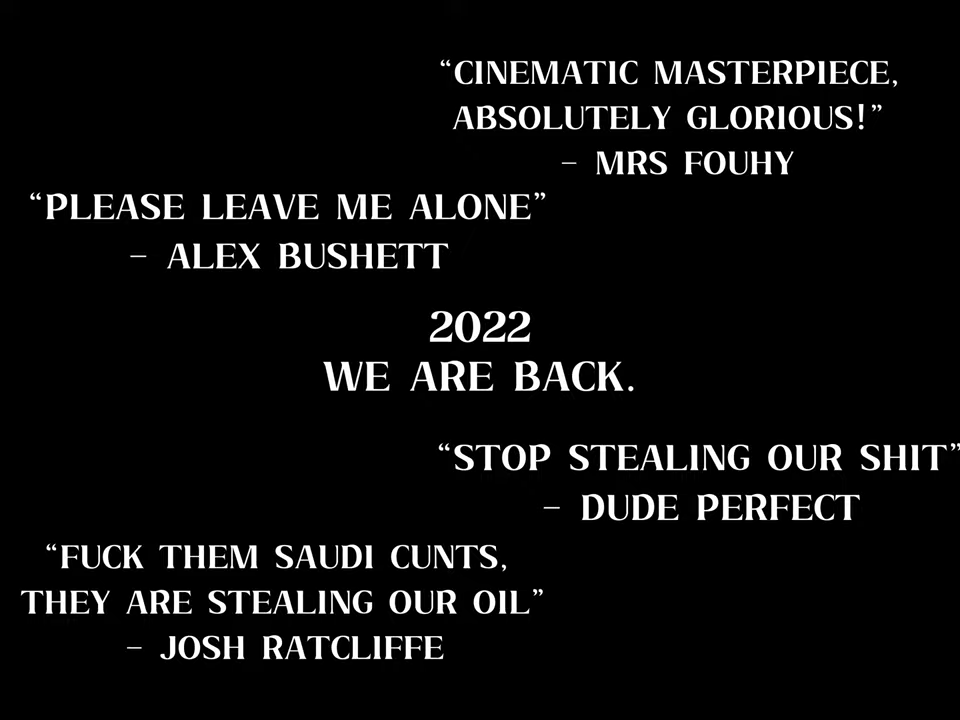 “CINEMATIC MASTERPIECE,
ABSOLUTELY GLORIOUS!”
– MRS FOUHY
“PLEASE LEAVE ME ALONE”
– ALEX BUSHETT
2022
WE ARE BACK.
“STOP STEALING OUR SHIT”
– DUDE PERFECT
“FUCK THEM SAUDI CUNTS,
THEY ARE STEALING OUR OIL”
– JOSH RATCLIFFE